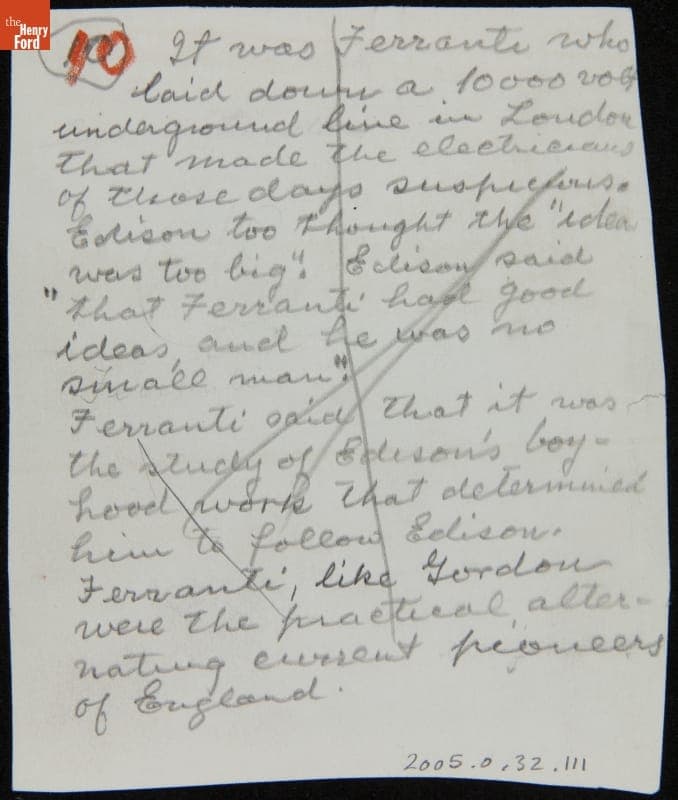 the
Henry
Ford
10 It was Ferranti who
laid down a 10000 volt
underground line in London
that made the electricians
of those days suspicious.
Edison too thought the "idea
was too big". Edison said
"that Ferranti had good
ideas, and he was no
small man".
Ferranti said that it was
the study of Edison's boy-
hood work that determined
him to follow Edison.
Ferranti, like Gordon
were the practical alter-
nating current pioneers
of England.
2005.0.32.111